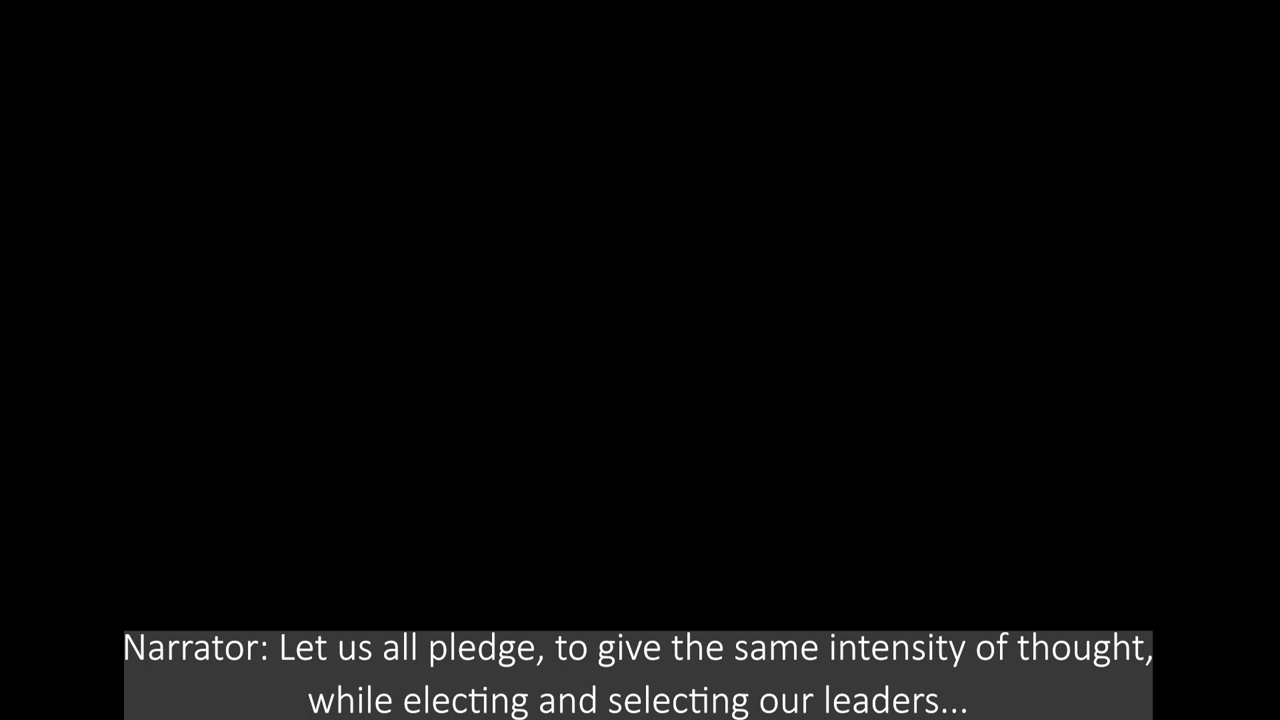 Narrator: Let us all pledge, to give the same intensity of thought,
while electing and selecting our leaders...